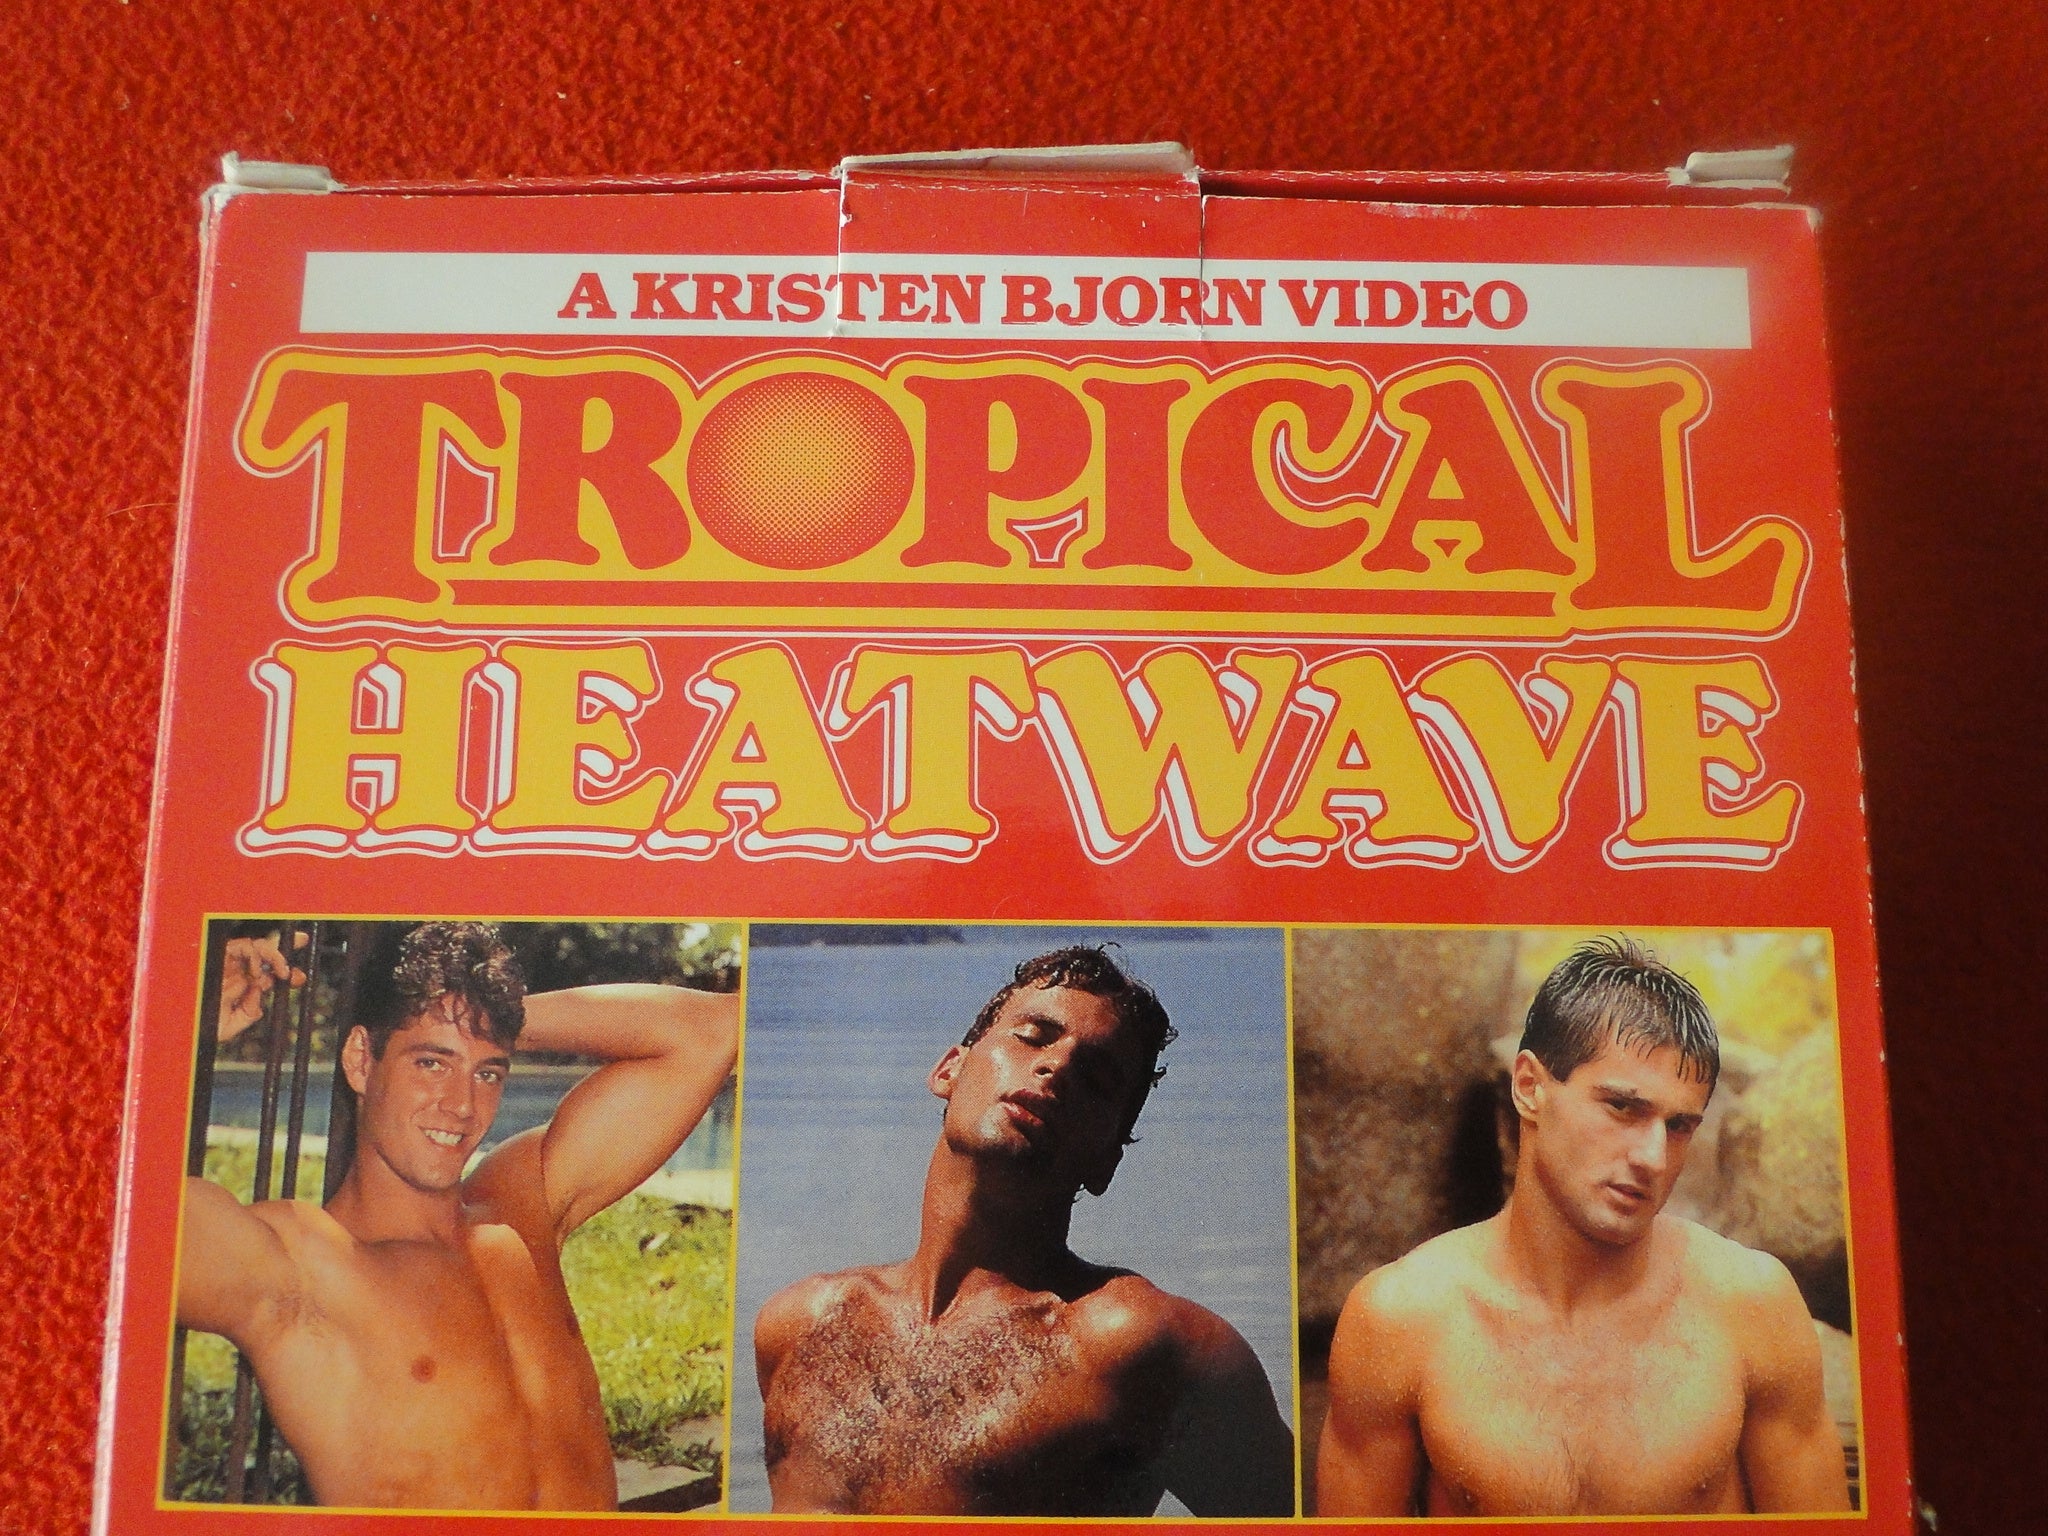 A KRISTEN BJORN VIDEO
TROPICAL
HEATWAVE